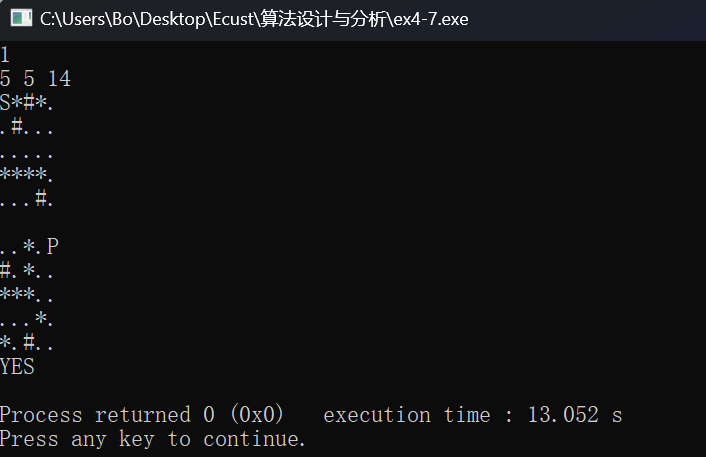 C:\Users\Bo\Desktop\Ecust\算法设计与分析\ex4-7.exe
1
5 5 14
S*#*.
.#...
.....
****.
...#.

..*.P
#.*..
***..
...*.
*.#..
YES

Process returned 0 (0x0)   execution time : 13.052 s
Press any key to continue.